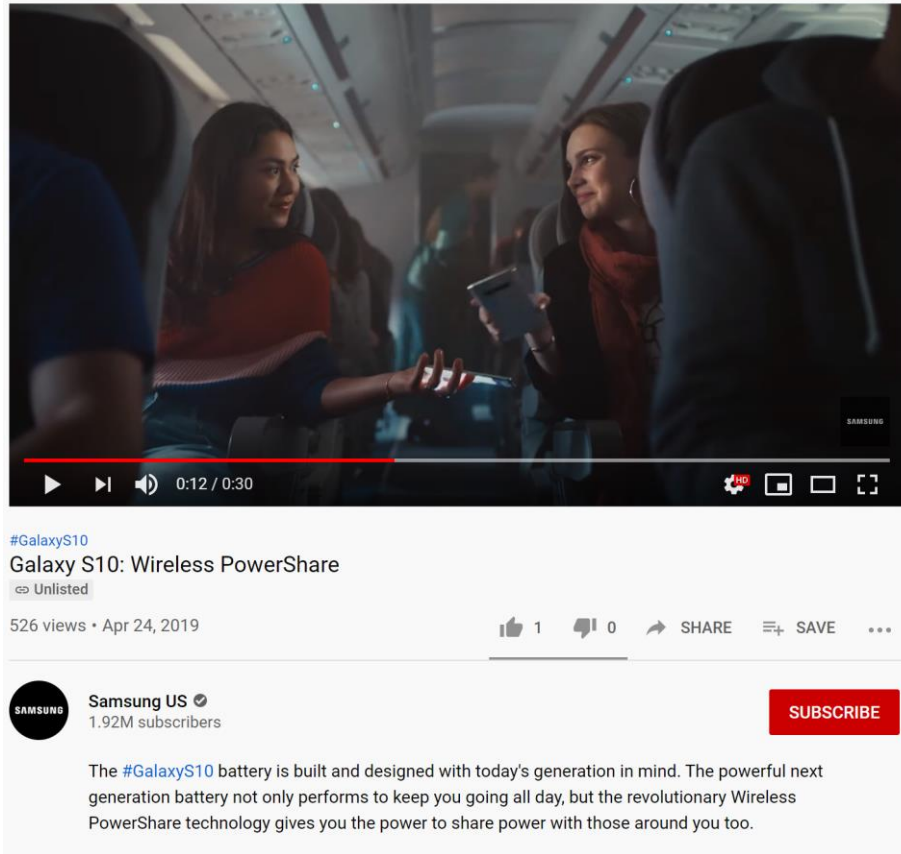 SAMSUNG
0:12 / 0:30
HD
#GalaxyS10
Galaxy S10: Wireless PowerShare
Unlisted
526 views • Apr 24, 2019
1
0
SHARE
SAVE
SAMSUNG
Samsung US
1.92M subscribers
SUBSCRIBE
The #GalaxyS10 battery is built and designed with today's generation in mind. The powerful next
generation battery not only performs to keep you going all day, but the revolutionary Wireless
PowerShare technology gives you the power to share power with those around you too.